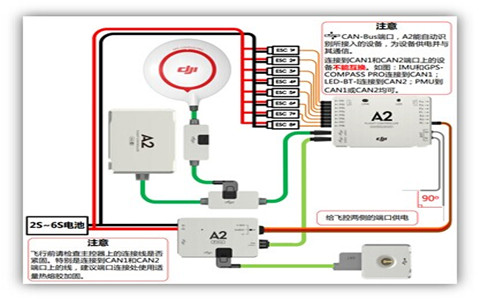 注意
CAN-Bus端口，A2能自动识
别所接入的设备，为设备供电并与
其通信。
连接到CAN1和CAN2端口上的设
备不能互换。如图：IMU和GPS-
COMPASS PRO连接到CAN1；
LED-BT-I连接到CAN2；PMU到
CAN1或CAN2均可。
ESC 1#
ESC 2#
ESC 3#
ESC 4#
ESC 5#
ESC 6#
ESC 7#
ESC 8#
dji
A2
A2
90º
给飞控两侧的端口供电
2S~6S电池
A2
注意
飞行前请检查主控器上的连接线是否
紧固。特别是连接到CAN1和CAN2
端口上的线，建议端口连接处使用适
量热熔胶加固。